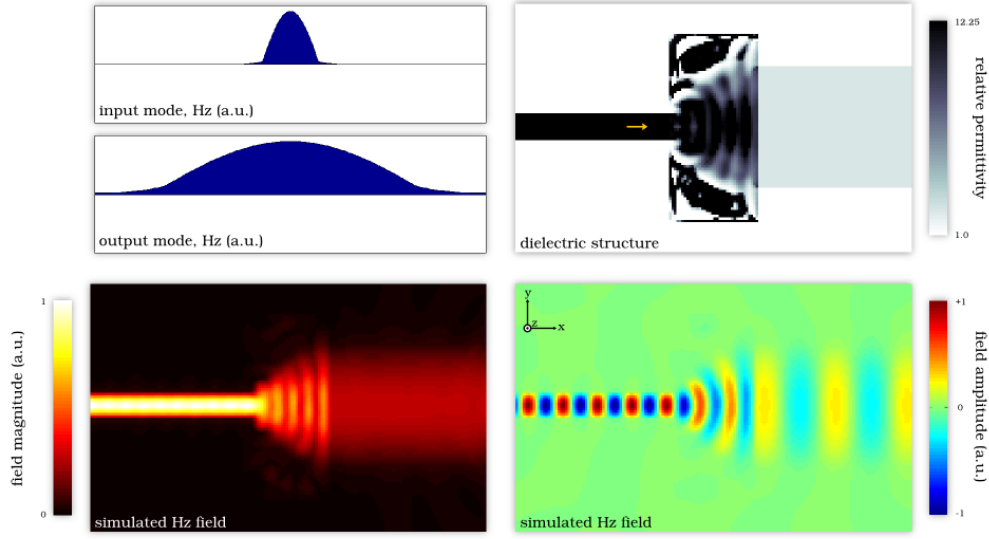 input mode, Hz (a.u.)
output mode, Hz (a.u.)
dielectric structure
12.25
relative permittivity
1.0
field magnitude (a.u.)
1
0
simulated Hz field
y
z
x
simulated Hz field
+1
0
-1
field amplitude (a.u.)